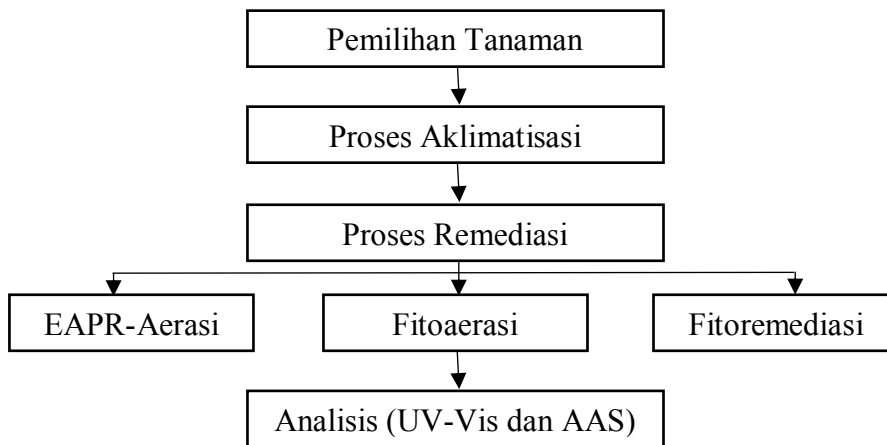 Pemilihan Tanaman
Proses Aklimatisasi
Proses Remediasi
EAPR-Aerasi
Fitoaerasi
Fitoremediasi
Analisis (UV-Vis dan AAS)